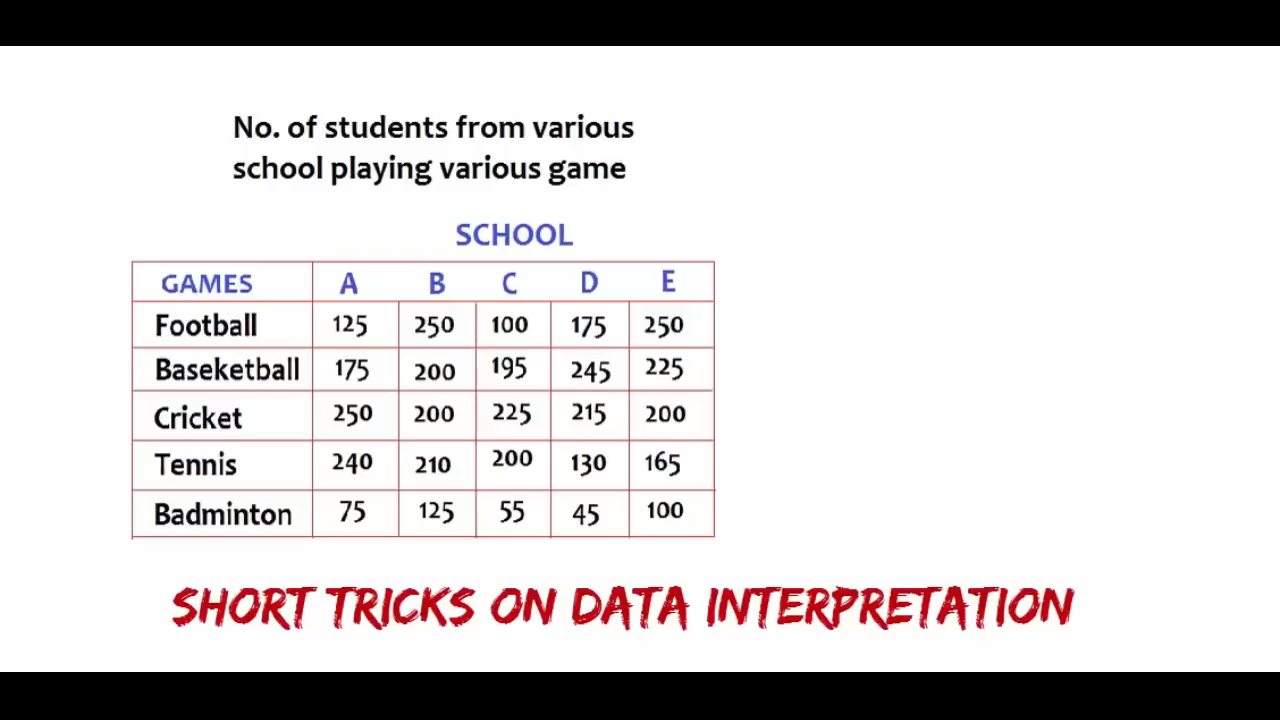 No. of students from various
school playing various game
SCHOOL
GAMES A B C D E
Football 125 250 100 175 250
Baseketball 175 200 195 245 225
Cricket 250 200 225 215 200
Tennis 240 210 200 130 165
Badminton 75 125 55 45 100
SHORT TRICKS ON DATA INTERPRETATION